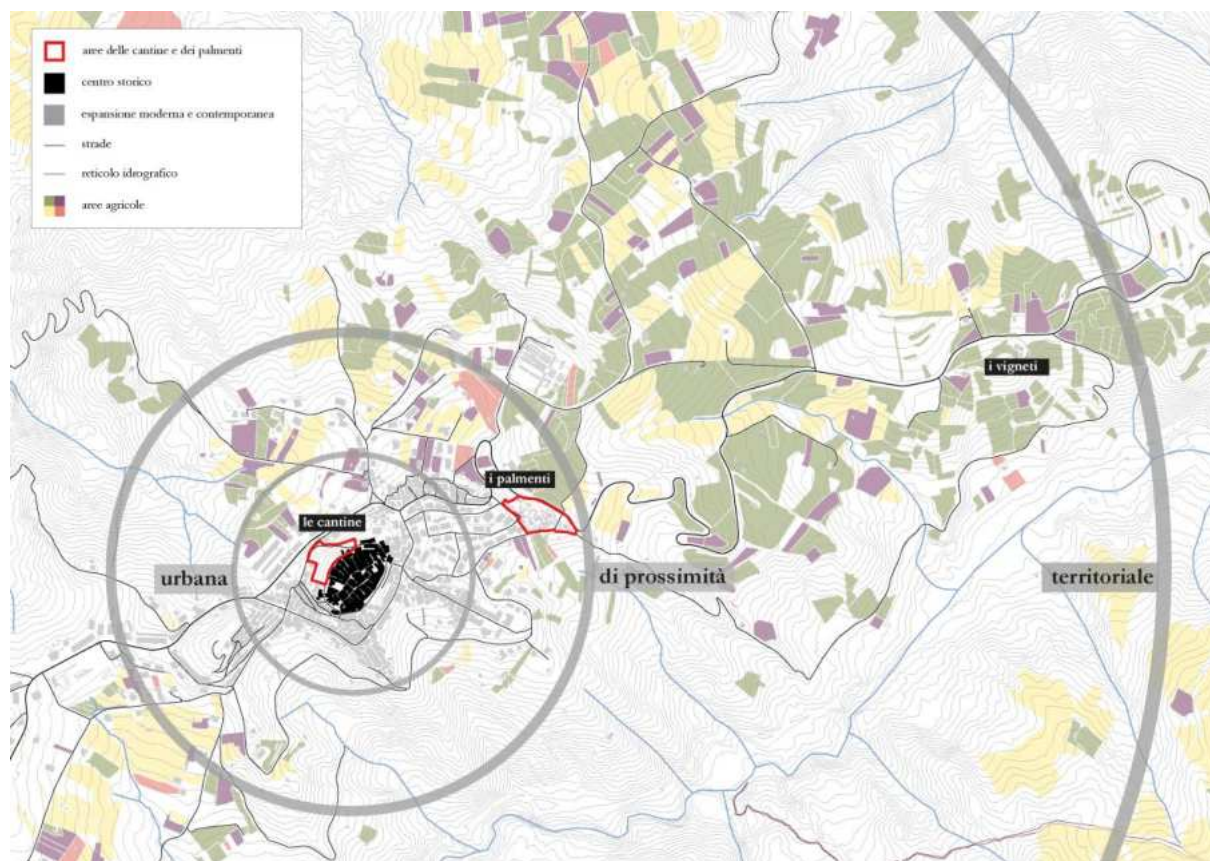 aree delle cantine e dei palmenti
centro storico
espansione moderna e contemporanea
strade
reticolo idrografico
aree agricole
i vigneti
i palmenti
le cantine
urbana
di prossimità
territoriale